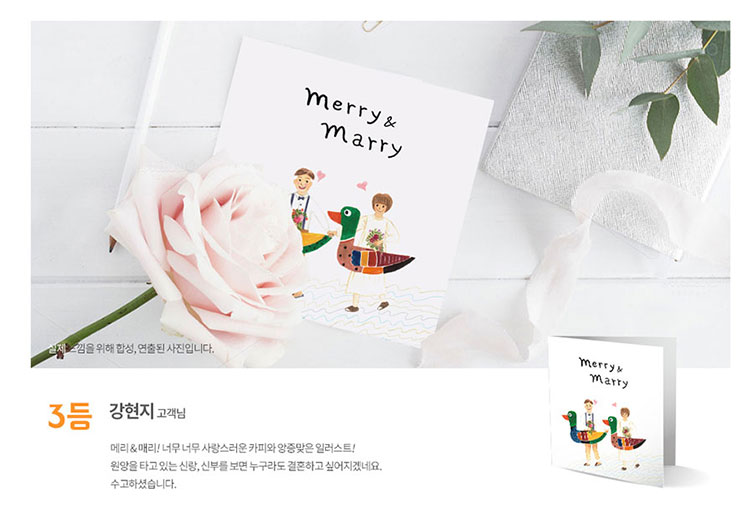 Merry &
Marry
실제 느낌을 위해 합성, 연출된 사진입니다.
Merry &
Marry
3등 강현지 고객님
메리 & 매리! 너무 너무 사랑스러운 카피와 앙증맞은 일러스트!
원앙을 타고 있는 신랑, 신부를 보면 누구라도 결혼하고 싶어지겠네요.
수고하셨습니다.